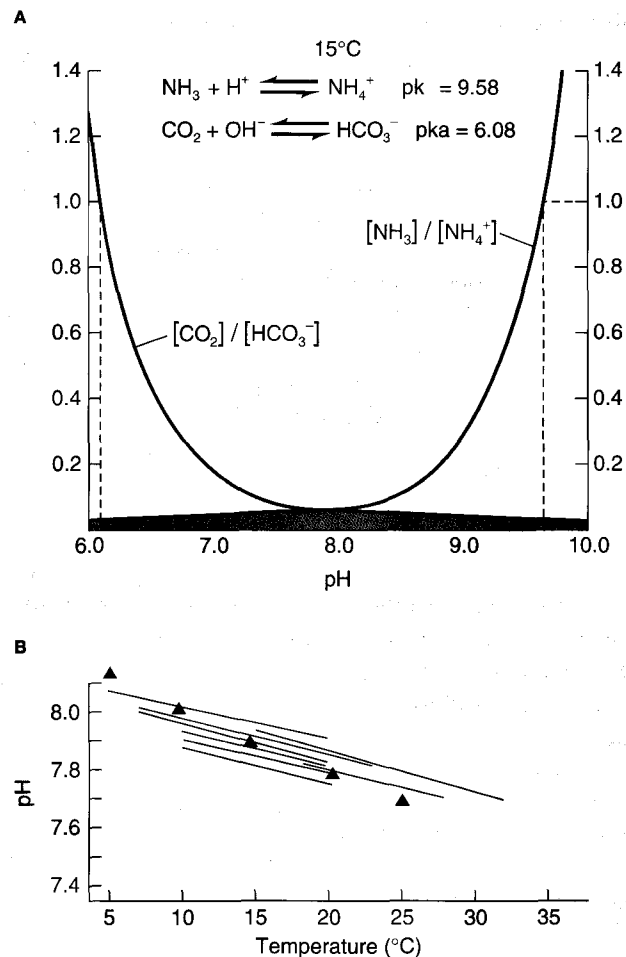 A
15°C
NH₃ + H⁺ ⇌ NH₄⁺ pk = 9.58
CO₂ + OH⁻ ⇌ HCO₃⁻ pka = 6.08
1.4 1.4
1.2 1.2
1.0 1.0
[NH₃] / [NH₄⁺]
0.8 0.8
0.6 0.6
[CO₂] / [HCO₃⁻]
0.4 0.4
0.2 0.2
6.0 7.0 8.0 9.0 10.0
pH
B
8.0
7.8
pH
7.6
7.4
5 10 15 20 25 30 35
Temperature (°C)